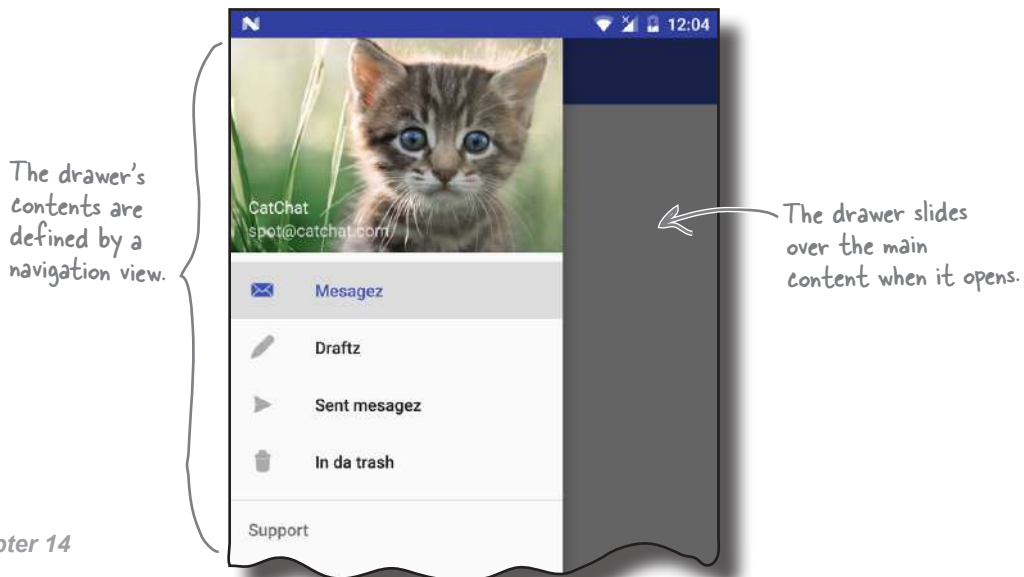 12:04
The drawer's
contents are
defined by a
navigation view.
CatChat
spot@catchat.com
The drawer slides
over the main
content when it opens.
Mesagez
Draftz
Sent mesagez
In da trash
Support
14